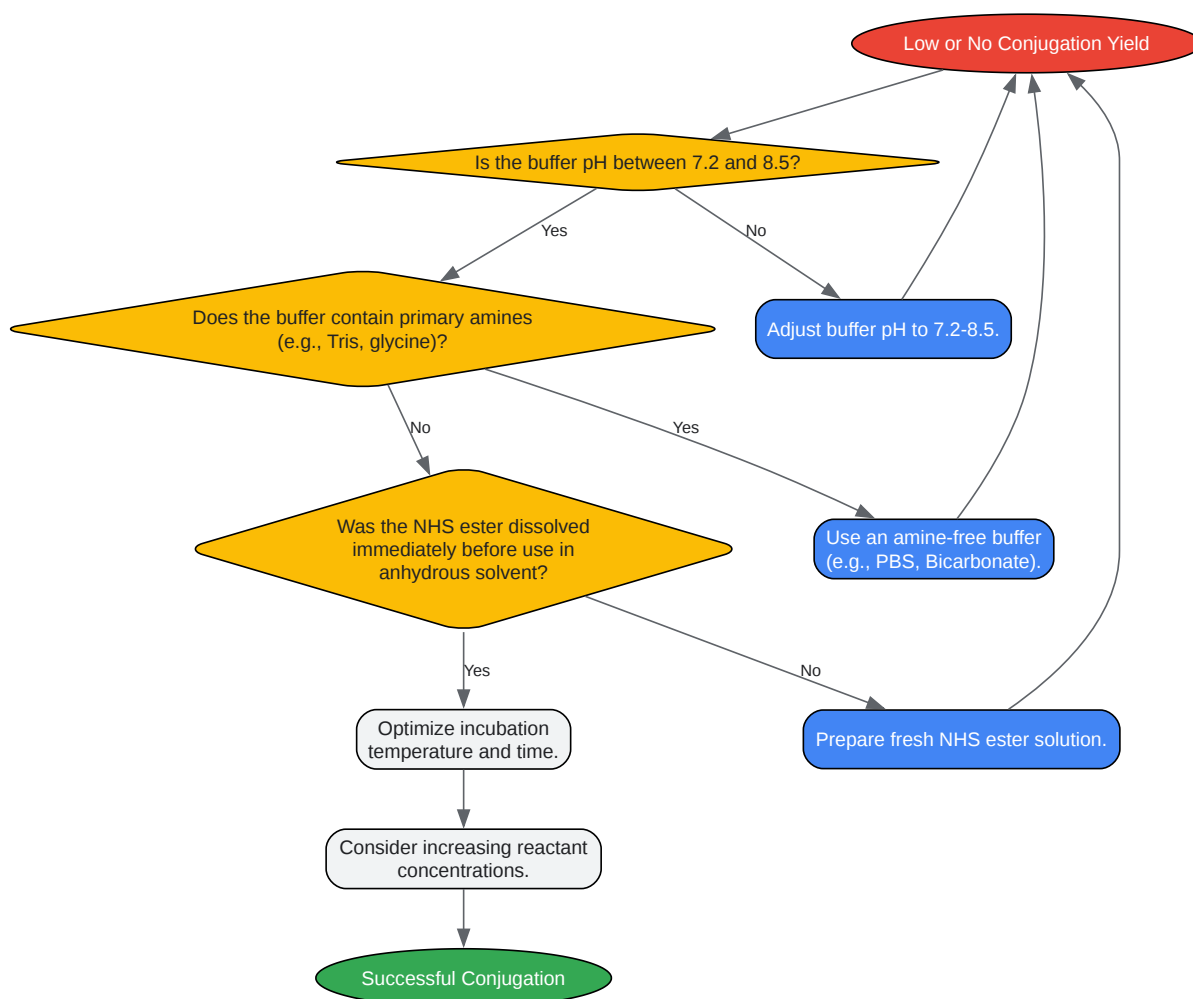 Low or No Conjugation Yield
Is the buffer pH between 7.2 and 8.5?
Yes
No
Does the buffer contain primary amines
(e.g., Tris, glycine)?
Adjust buffer pH to 7.2-8.5.
No
Yes
Was the NHS ester dissolved
immediately before use in
anhydrous solvent?
Use an amine-free buffer
(e.g., PBS, Bicarbonate).
Yes
No
Optimize incubation
temperature and time.
Prepare fresh NHS ester solution.
Consider increasing reactant
concentrations.
Successful Conjugation